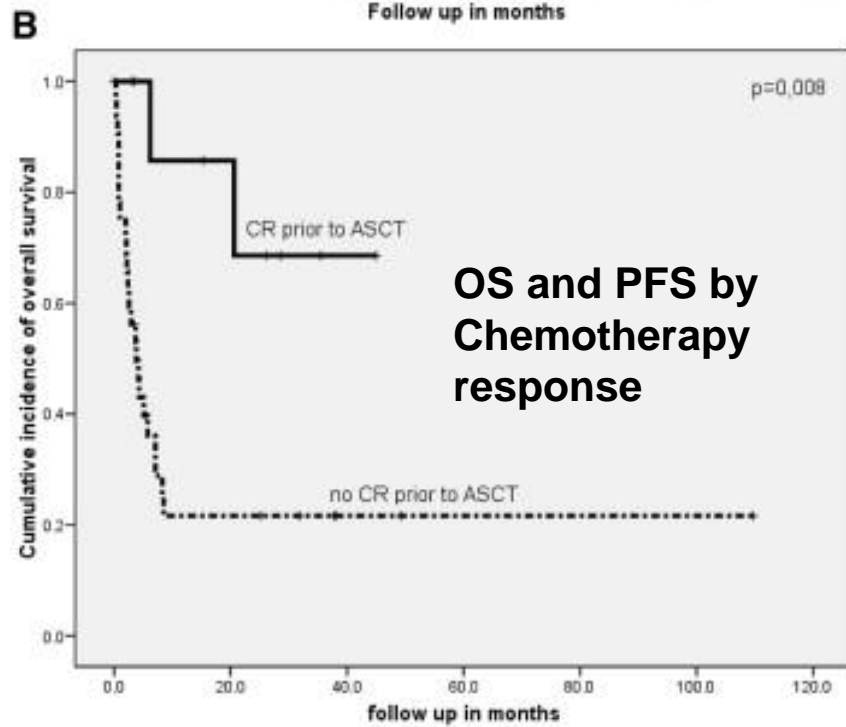 Follow up in months
B
Cumulative incidence of overall survival
1.0
0.8
0.6
0.4
0.2
0.0
p=0,008
CR prior to ASCT
OS and PFS by
Chemotherapy
response
no CR prior to ASCT
0.0 20.0 40.0 60.0 80.0 100.0 120.0
follow up in months